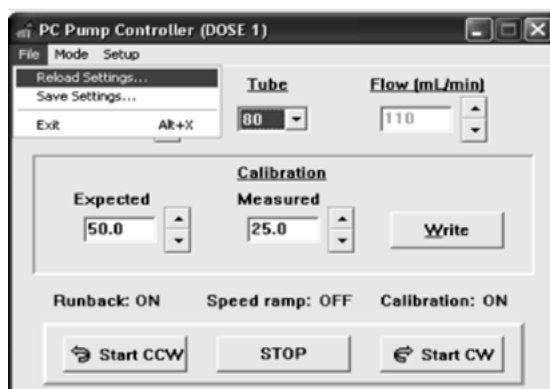 PC Pump Controller (DOSE 1)
File Mode Setup
Reload Settings...
Save Settings...
Exit Alt+X
Tube Flow (mL/min)
80 110
Calibration
Expected Measured
50.0 25.0 Write
Runback: ON Speed ramp: OFF Calibration: ON
Start CCW STOP Start CW